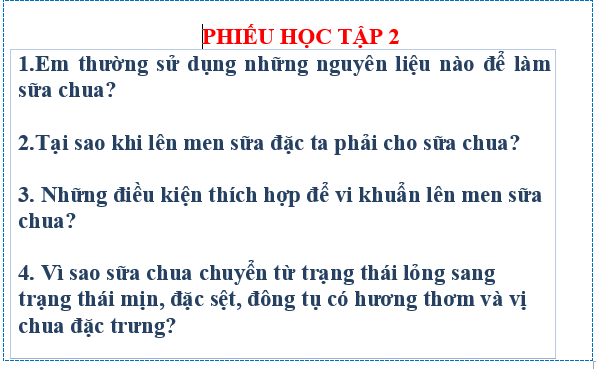 PHIẾU HỌC TẬP 2
1.Em thường sử dụng những nguyên liệu nào để làm
sữa chua?
2.Tại sao khi lên men sữa đặc ta phải cho sữa chua?
3. Những điều kiện thích hợp để vi khuẩn lên men sữa
chua?
4. Vì sao sữa chua chuyển từ trạng thái lỏng sang
trạng thái mịn, đặc sệt, đông tụ có hương thơm và vị
chua đặc trưng?